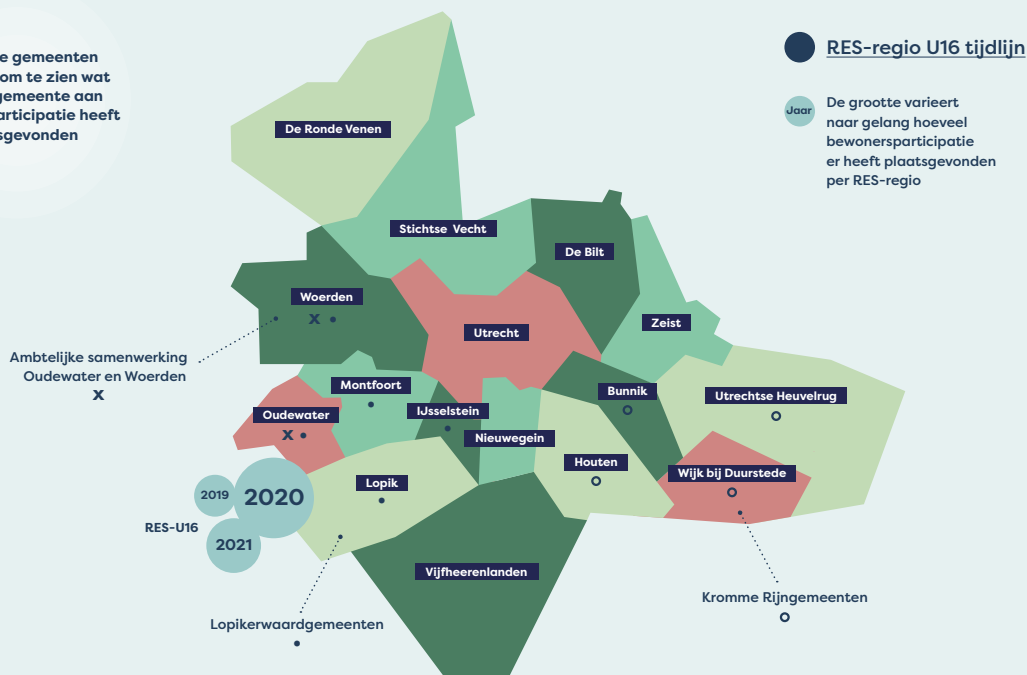 e gemeenten
om te zien wat
gemeente aan
articipatie heeft
sgevonden
RES-regio U16 tijdlijn
Jaar
De grootte varieert
naar gelang hoeveel
bewonersparticipatie
er heeft plaatsgevonden
per RES-regio
De Ronde Venen
Stichtse Vecht
De Bilt
Woerden
X
Utrecht
Zeist
Ambtelijke samenwerking
Oudewater en Woerden
X
Montfoort
IJsselstein
Bunnik
Utrechtse Heuvelrug
Oudewater
X
Nieuwegein
Houten
Wijk bij Duurstede
Lopik
2019
2020
RES-U16
2021
Vijfheerenlanden
Kromme Rijngemeenten
Lopikerwaardgemeenten